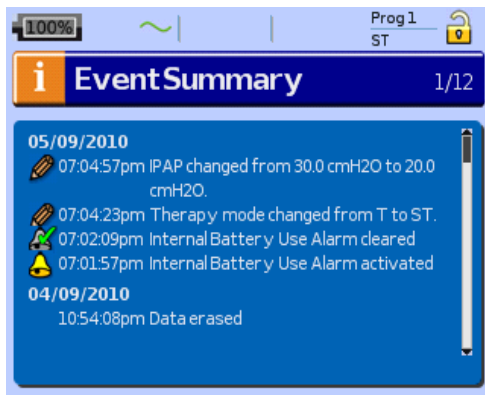 100%
Prog 1
ST
i
Event Summary
1/12
05/09/2010
07:04:57pm IPAP changed from 30.0 cmH2O to 20.0
cmH2O.
07:04:23pm Therapy mode changed from T to ST.
07:02:09pm Internal Battery Use Alarm cleared
07:01:57pm Internal Battery Use Alarm activated
04/09/2010
10:54:08pm Data erased